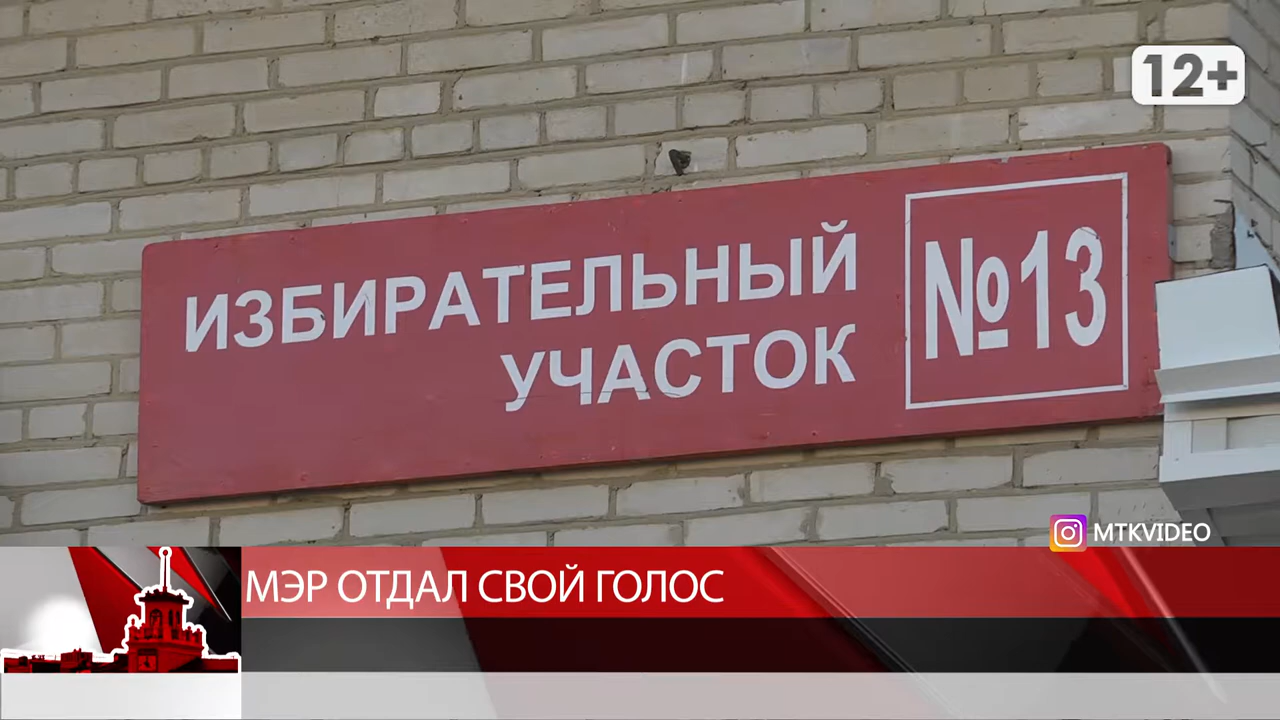 12+
ИЗБИРАТЕЛЬНЫЙ
УЧАСТОК
№13
MTKVIDEO
МЭР ОТДАЛ СВОЙ ГОЛОС